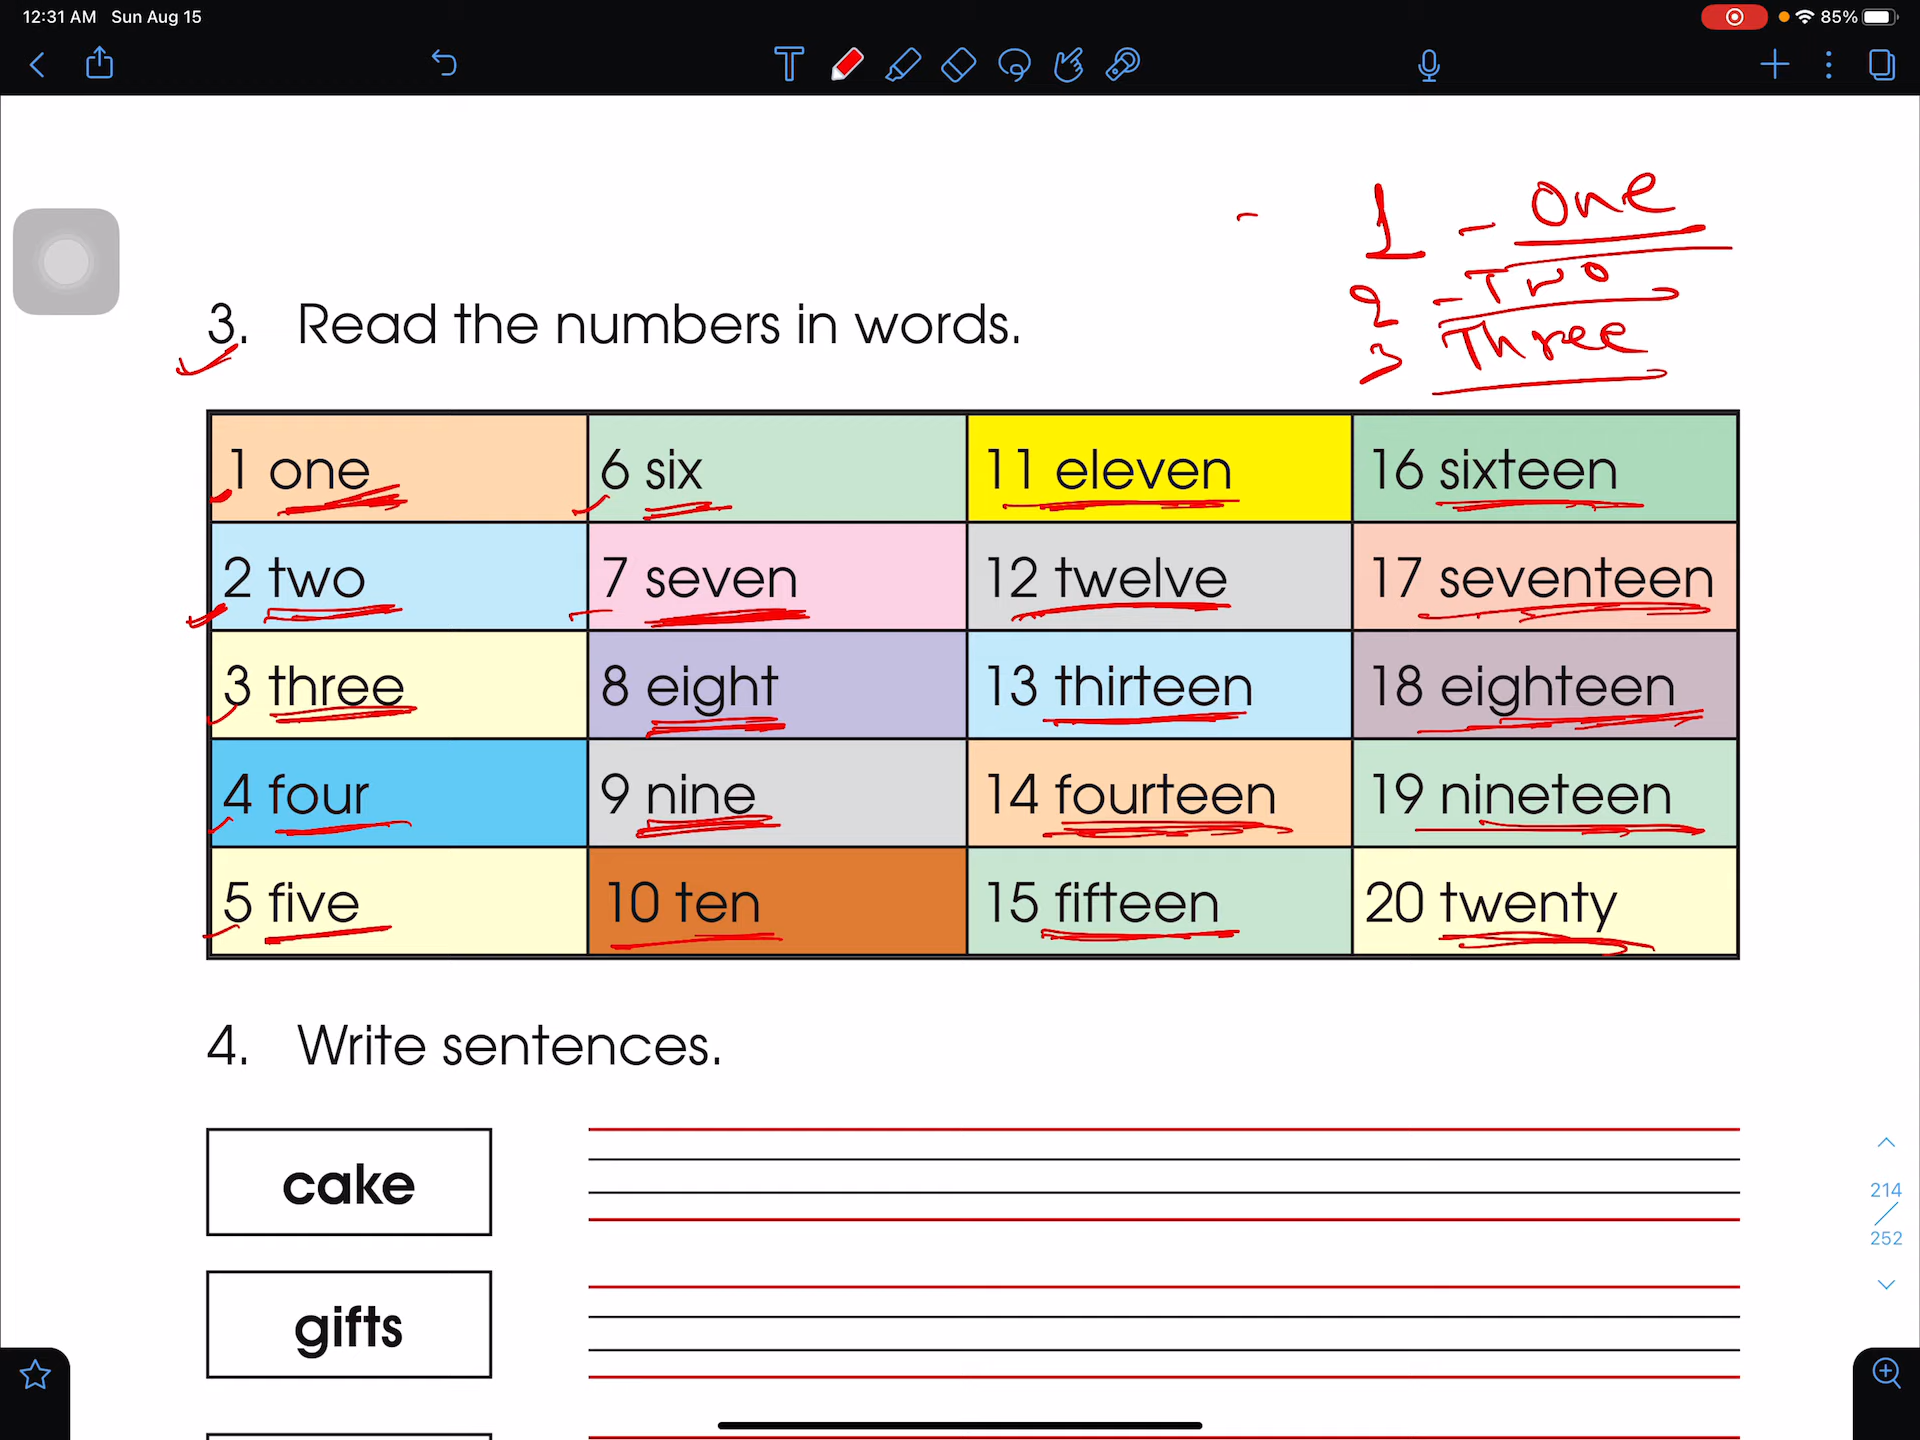 12:31 AM Sun Aug 15
85%
1 - One
2 - Two
3 Three
3. Read the numbers in words.
1 one 6 six 11 eleven 16 sixteen
2 two 7 seven 12 twelve 17 seventeen
3 three 8 eight 13 thirteen 18 eighteen
4 four 9 nine 14 fourteen 19 nineteen
5 five 10 ten 15 fifteen 20 twenty
4. Write sentences.
cake
214
252
gifts